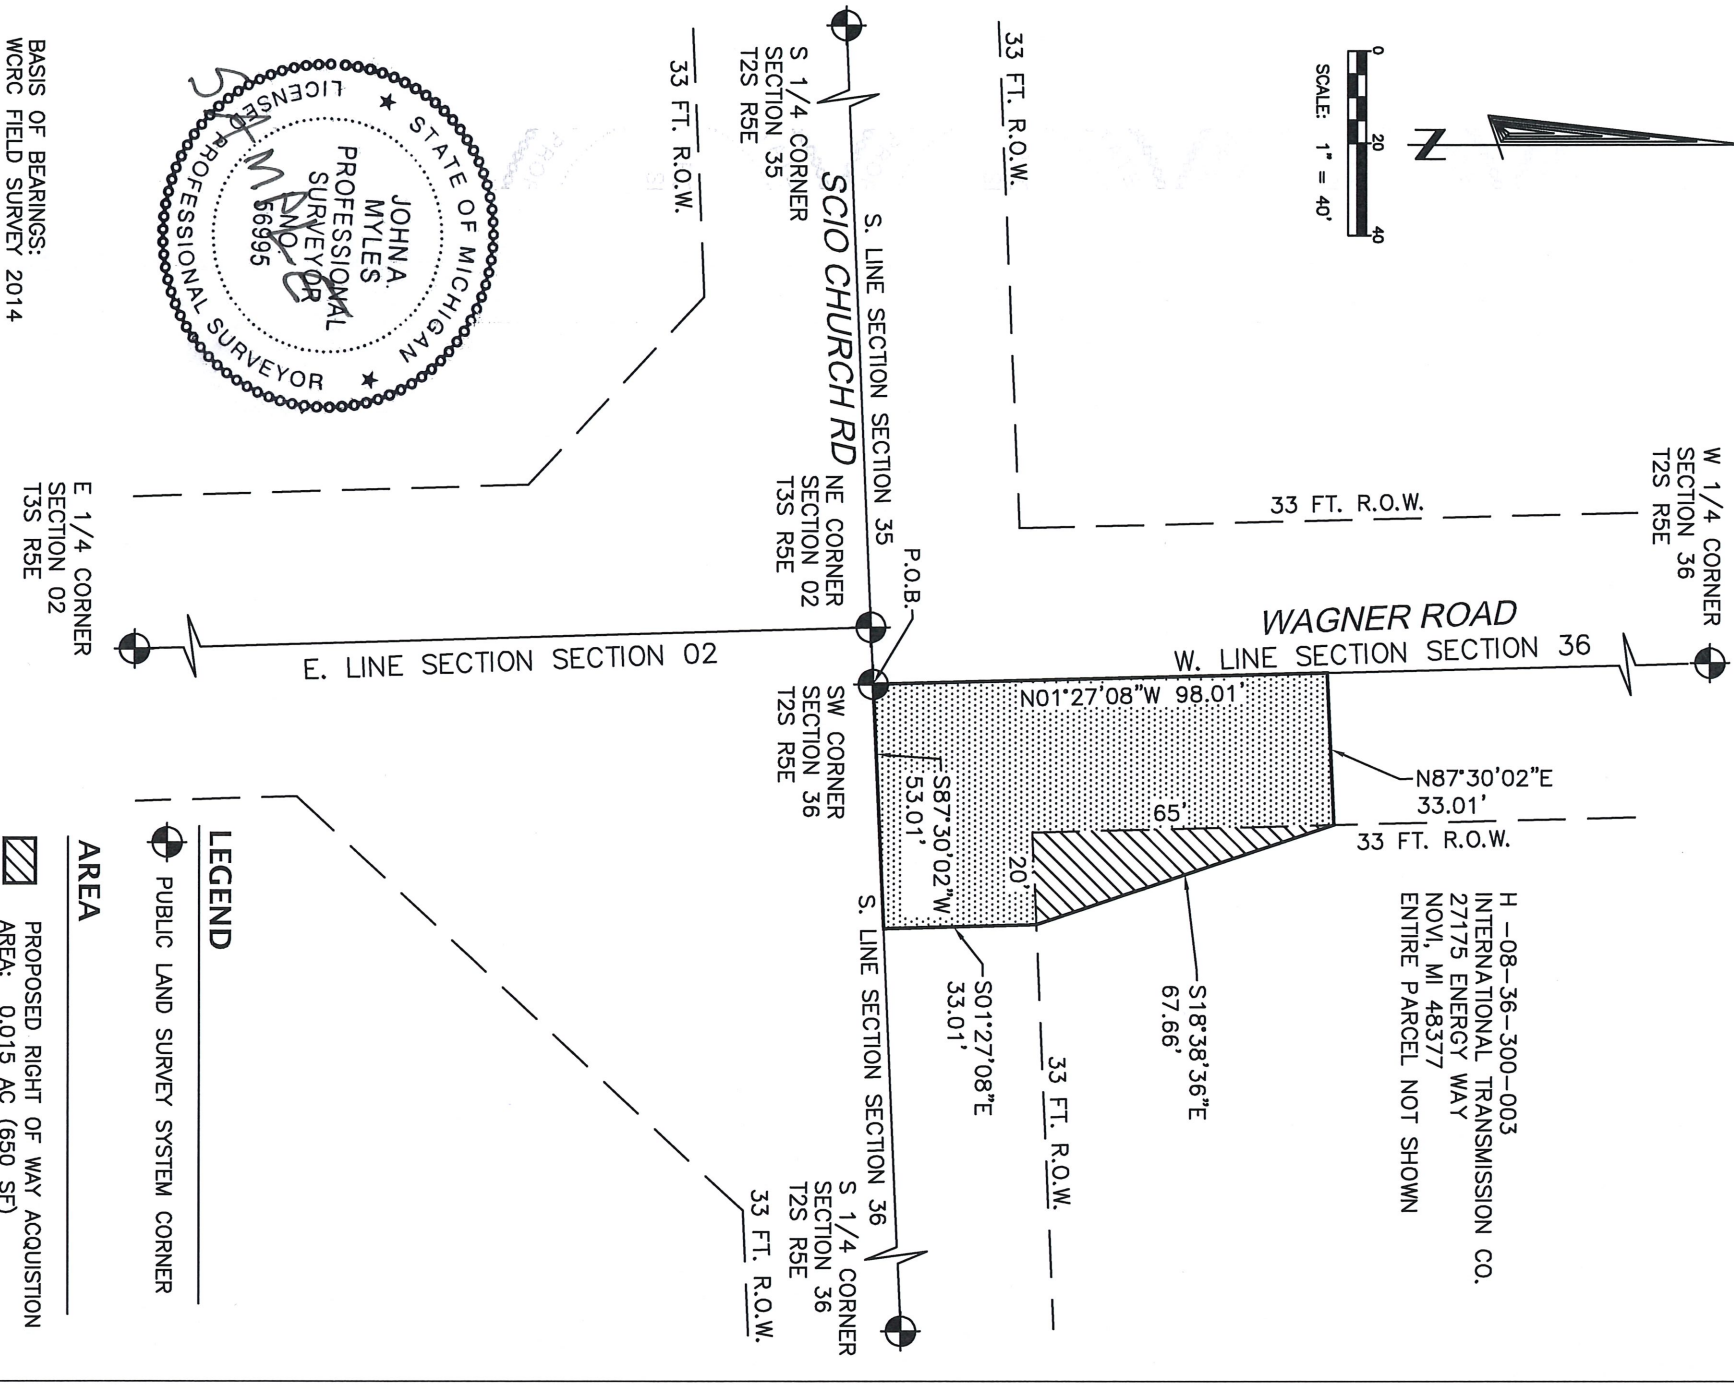 0 20 40
SCALE: 1" = 40'
N
W 1/4 CORNER
SECTION 36
T2S R5E
33 FT. R.O.W.
33 FT. R.O.W.
WAGNER ROAD
W. LINE SECTION SECTION 36
N01°27'08"W 98.01'
N87°30'02"E
33.01'
33 FT. R.O.W.
65'
20'
H -08-36-300-003
INTERNATIONAL TRANSMISSION CO.
27175 ENERGY WAY
NOVI, MI 48377
ENTIRE PARCEL NOT SHOWN
S18°38'36"E
67.66'
S01°27'08"E
33.01'
33 FT. R.O.W.
S87°30'02"W
53.01'
P.O.B.
S. LINE SECTION 35
SCIO CHURCH RD
S 1/4 CORNER
SECTION 35
T2S R5E
NE CORNER
SECTION 02
T3S R5E
SW CORNER
SECTION 36
T2S R5E
S. LINE SECTION 36
S 1/4 CORNER
SECTION 36
T2S R5E
33 FT. R.O.W.
33 FT. R.O.W.
E. LINE SECTION SECTION 02
E 1/4 CORNER
SECTION 02
T3S R5E
STATE OF MICHIGAN
JOHN A.
MYLES
PROFESSIONAL
SURVEYOR
NO.
56995
LICENSED PROFESSIONAL SURVEYOR
SAMPLE
BASIS OF BEARINGS:
WCRC FIELD SURVEY 2014
LEGEND
PUBLIC LAND SURVEY SYSTEM CORNER
AREA
PROPOSED RIGHT OF WAY ACQUISTION
AREA: 0.015 AC (650 SF)